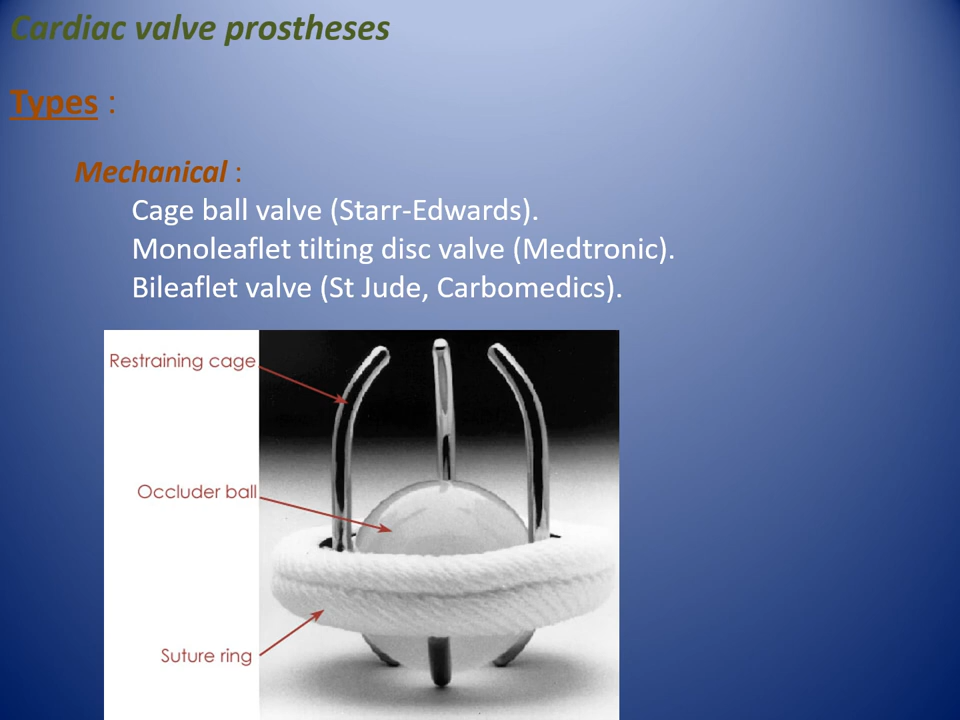 Cardiac valve prostheses
Types :
Mechanical :
Cage ball valve (Starr-Edwards).
Monoleaflet tilting disc valve (Medtronic).
Bileaflet valve (St Jude, Carbomedics).
Restraining cage
Occluder ball
Suture ring